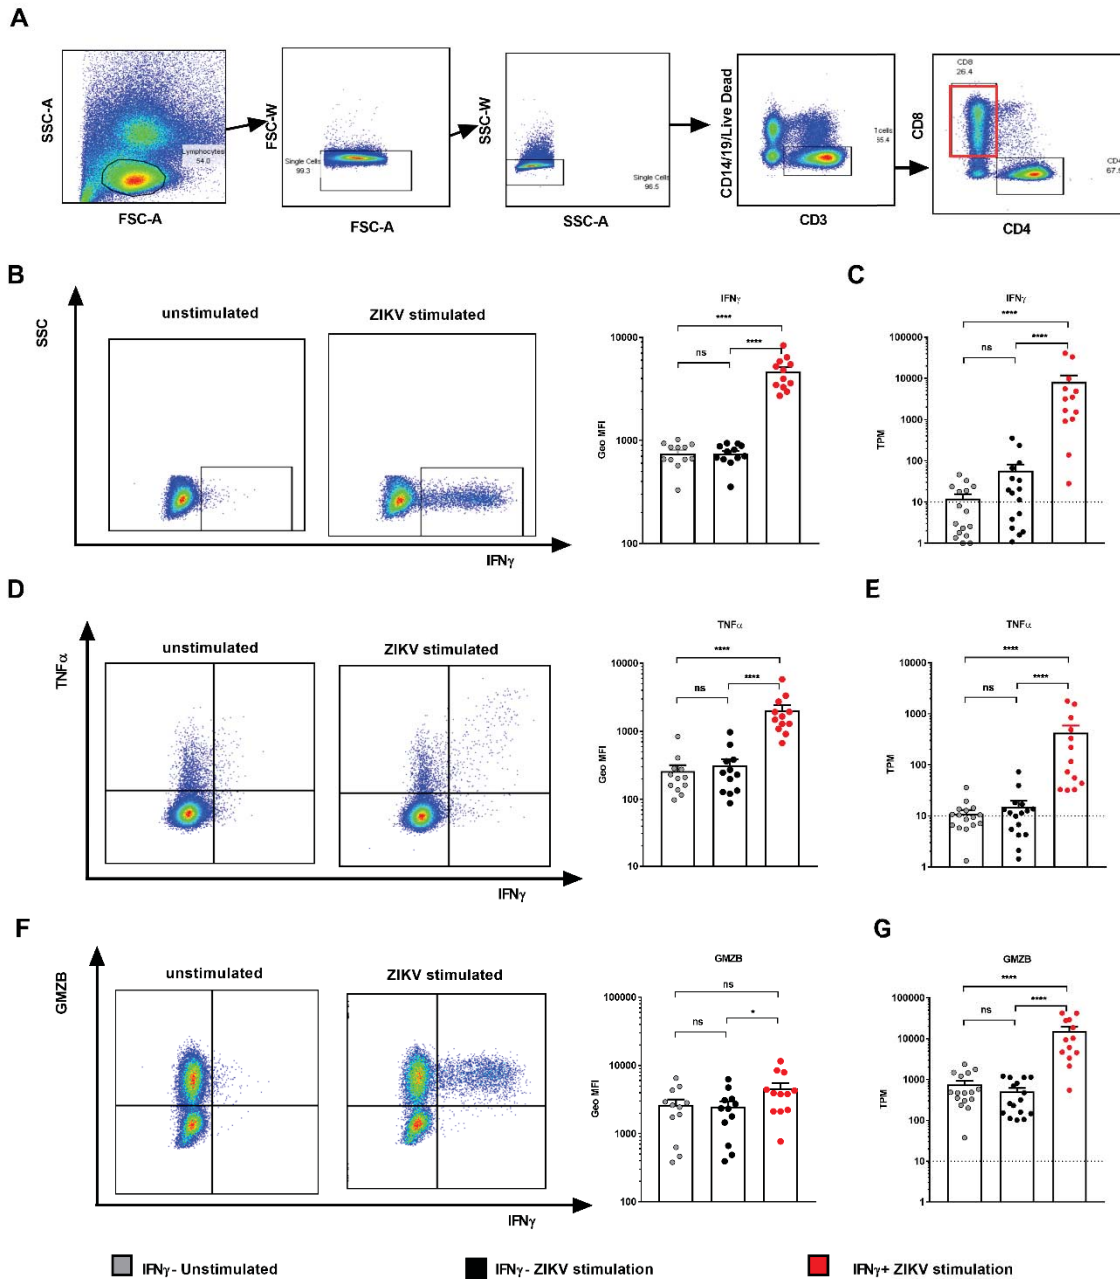 A
SSC-A
Lymphocytes
54.0
FSC-A
FSC-W
Single Cells
99.3
FSC-A
SSC-W
Single Cells
96.5
SSC-A
CD14/19/Live Dead
T cells
CD3
CD8
CD8
26.4
CD4
B
SSC
unstimulated
ZIKV stimulated
IFNγ
IFNγ
Geo MFI
10000
1000
100
ns
****
****
C
IFNγ
TPM
100000
10000
1000
100
10
1
ns
****
****
D
TNFα
unstimulated
ZIKV stimulated
IFNγ
TNFα
Geo MFI
10000
1000
100
10
ns
****
****
E
TNFα
TPM
10000
1000
100
10
1
ns
****
****
F
GMZB
unstimulated
ZIKV stimulated
IFNγ
GMZB
Geo MFI
100000
10000
1000
100
ns
ns
*
G
GMZB
TPM
100000
10000
1000
100
10
1
ns
****
****
IFNγ- Unstimulated
IFNγ- ZIKV stimulation
IFNγ+ ZIKV stimulation